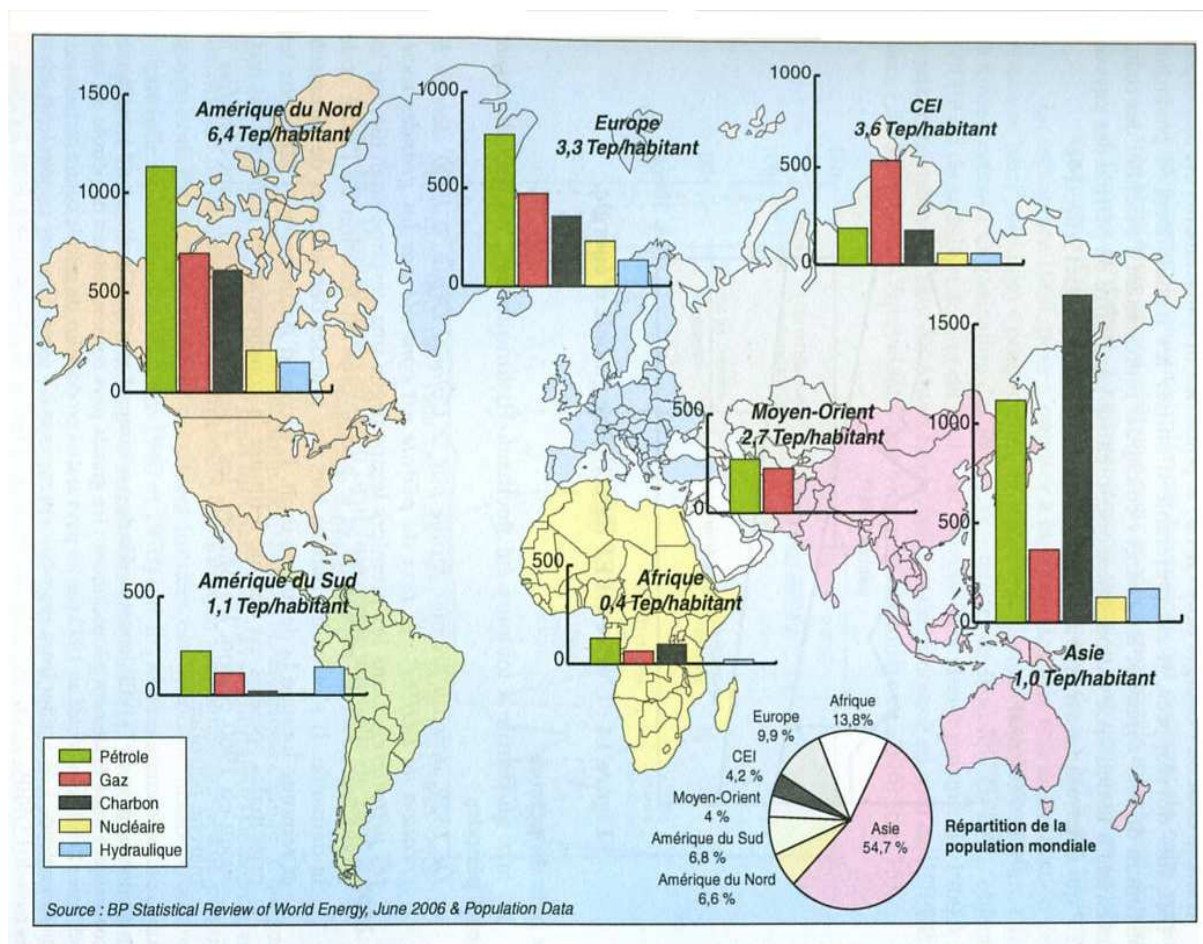 1500
1000
500
0
Amérique du Nord
6,4 Tep/habitant
1000
500
0
Europe
3,3 Tep/habitant
1000
500
0
CEI
3,6 Tep/habitant
500
0
Moyen-Orient
2,7 Tep/habitant
1500
1000
500
0
Asie
1,0 Tep/habitant
500
0
Amérique du Sud
1,1 Tep/habitant
500
0
Afrique
0,4 Tep/habitant
Pétrole
Gaz
Charbon
Nucléaire
Hydraulique
Afrique
13,8%
Europe
9,9 %
CEI
4,2 %
Moyen-Orient
4 %
Amérique du Sud
6,8 %
Amérique du Nord
6,6 %
Asie
54,7 %
Répartition de la
population mondiale
Source : BP Statistical Review of World Energy, June 2006 & Population Data